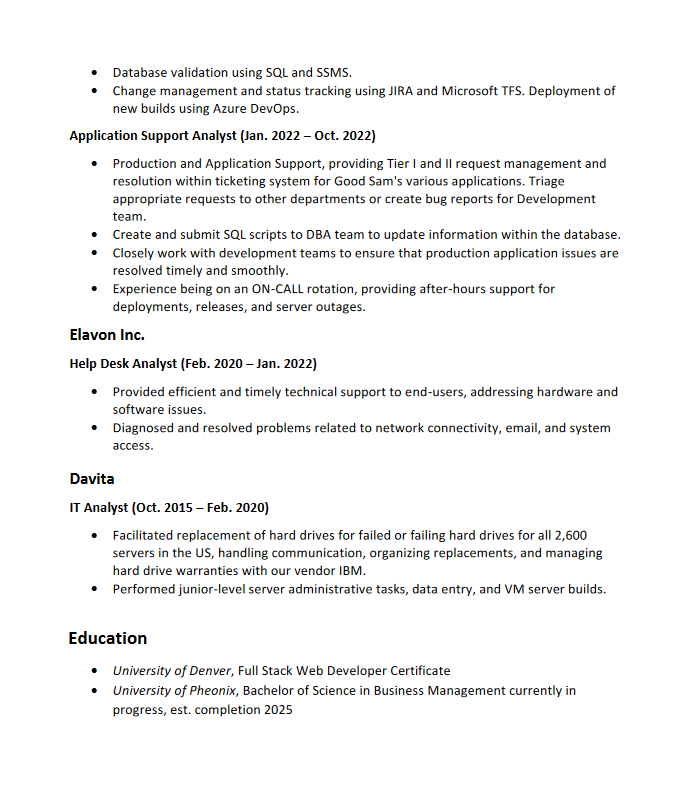 • Database validation using SQL and SSMS.
• Change management and status tracking using JIRA and Microsoft TFS. Deployment of
new builds using Azure DevOps.
Application Support Analyst (Jan. 2022 – Oct. 2022)
• Production and Application Support, providing Tier I and II request management and
resolution within ticketing system for Good Sam's various applications. Triage
appropriate requests to other departments or create bug reports for Development
team.
• Create and submit SQL scripts to DBA team to update information within the database.
• Closely work with development teams to ensure that production application issues are
resolved timely and smoothly.
• Experience being on an ON-CALL rotation, providing after-hours support for
deployments, releases, and server outages.
Elavon Inc.
Help Desk Analyst (Feb. 2020 – Jan. 2022)
• Provided efficient and timely technical support to end-users, addressing hardware and
software issues.
• Diagnosed and resolved problems related to network connectivity, email, and system
access.
Davita
IT Analyst (Oct. 2015 – Feb. 2020)
• Facilitated replacement of hard drives for failed or failing hard drives for all 2,600
servers in the US, handling communication, organizing replacements, and managing
hard drive warranties with our vendor IBM.
• Performed junior-level server administrative tasks, data entry, and VM server builds.
Education
• University of Denver, Full Stack Web Developer Certificate
• University of Pheonix, Bachelor of Science in Business Management currently in
progress, est. completion 2025